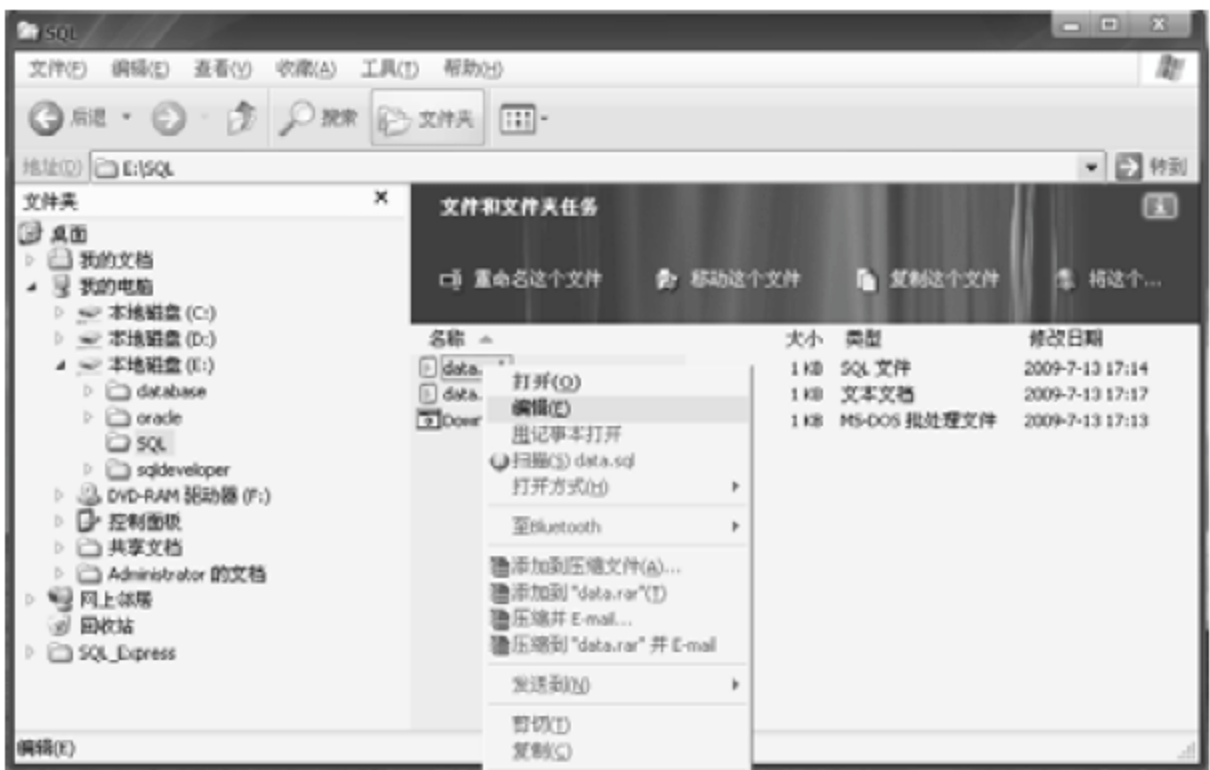 SQL
文件(F) 编辑(E) 查看(V) 收藏(A) 工具(T) 帮助(H)
后退 搜索 文件夹
地址(D) E:\SQL 转到
文件夹 ×
桌面
我的文档
我的电脑
本地磁盘 (C:)
本地磁盘 (D:)
本地磁盘 (E:)
database
oracle
SQL
sqldeveloper
DVD-RAM 驱动器 (F:)
控制面板
共享文档
Administrator 的文档
网上邻居
回收站
SQL_Express
文件和文件夹任务
重命名这个文件 移动这个文件 复制这个文件 将这个...
名称 大小 类型 修改日期
data. 1 KB SQL 文件 2009-7-13 17:14
data. 1 KB 文本文档 2009-7-13 17:17
Down 1 KB MS-DOS 批处理文件 2009-7-13 17:13
打开(O)
编辑(E)
用记事本打开
扫描(S) data.sql
打开方式(H)
至Bluetooth
添加到压缩文件(A)...
添加到 "data.rar"(T)
压缩并 E-mail...
压缩到 "data.rar" 并 E-mail
发送到(N)
剪切(T)
复制(C)
编辑(E)